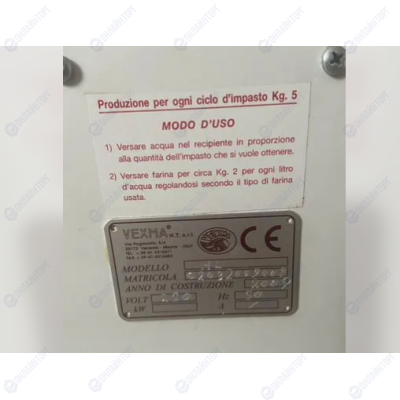 Produzione per ogni ciclo d'impasto Kg. 5
MODO D'USO
1) Versare acqua nel recipiente in proporzione
alla quantità dell'impasto che si vuole ottenere.
2) Versare farina per circa Kg. 2 per ogni litro
d'acqua regolandosi secondo il tipo di farina
usata.
VEXMA
N.T. s.r.l.
CE
MODELLO
MATRICOLA
ANNO DI COSTRUZIONE
VOLT Hz 50
kW A